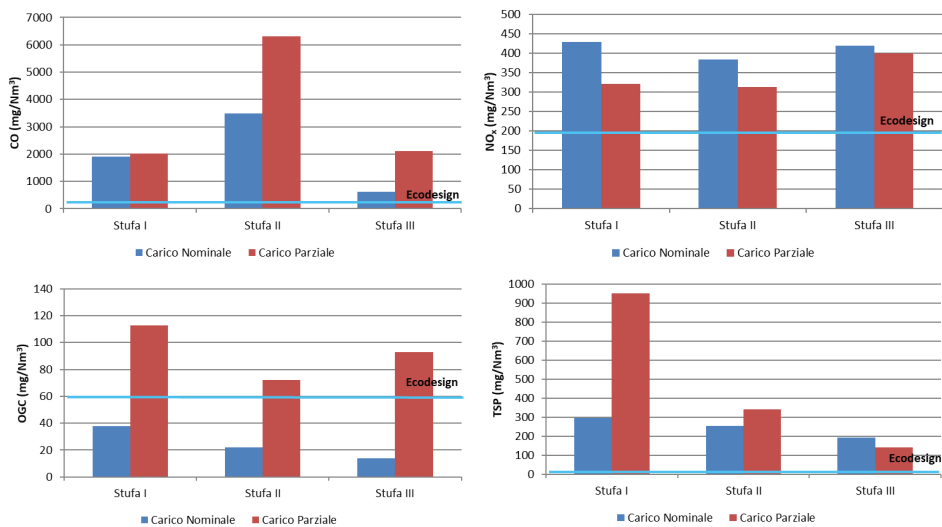 7000
6000
5000
4000
3000
2000
1000
0
CO (mg/Nm³)
Ecodesign
Stufa I Stufa II Stufa III
Carico Nominale Carico Parziale
500
450
400
350
300
250
200
150
100
50
0
NOx (mg/Nm³)
Ecodesign
Stufa I Stufa II Stufa III
Carico Nominale Carico Parziale
140
120
100
80
60
40
20
0
OGC (mg/Nm³)
Ecodesign
Stufa I Stufa II Stufa III
Carico Nominale Carico Parziale
1000
900
800
700
600
500
400
300
200
100
0
TSP (mg/Nm³)
Ecodesign
Stufa I Stufa II Stufa III
Carico Nominale Carico Parziale